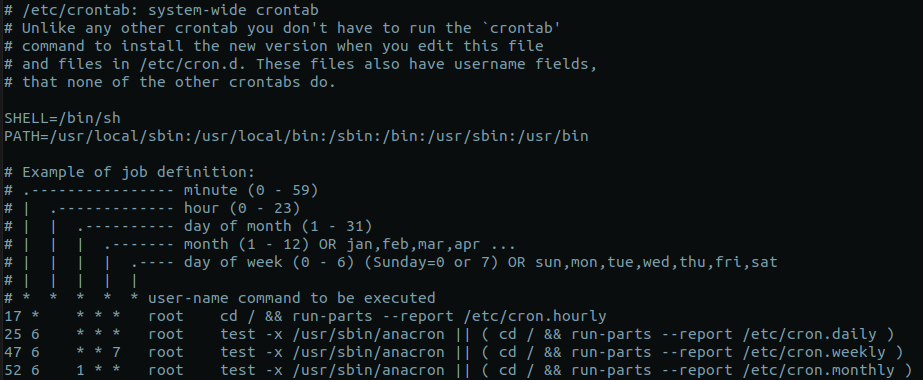 # /etc/crontab: system-wide crontab
# Unlike any other crontab you don't have to run the `crontab'
# command to install the new version when you edit this file
# and files in /etc/cron.d. These files also have username fields,
# that none of the other crontabs do.

SHELL=/bin/sh
PATH=/usr/local/sbin:/usr/local/bin:/sbin:/bin:/usr/sbin:/usr/bin

# Example of job definition:
# .---------------- minute (0 - 59)
# |  .------------- hour (0 - 23)
# |  |  .---------- day of month (1 - 31)
# |  |  |  .------- month (1 - 12) OR jan,feb,mar,apr ...
# |  |  |  |  .---- day of week (0 - 6) (Sunday=0 or 7) OR sun,mon,tue,wed,thu,fri,sat
# |  |  |  |  |
# *  *  *  *  * user-name command to be executed
17 *    * * *   root    cd / && run-parts --report /etc/cron.hourly
25 6    * * *   root    test -x /usr/sbin/anacron || ( cd / && run-parts --report /etc/cron.daily )
47 6    * * 7   root    test -x /usr/sbin/anacron || ( cd / && run-parts --report /etc/cron.weekly )
52 6    1 * *   root    test -x /usr/sbin/anacron || ( cd / && run-parts --report /etc/cron.monthly )